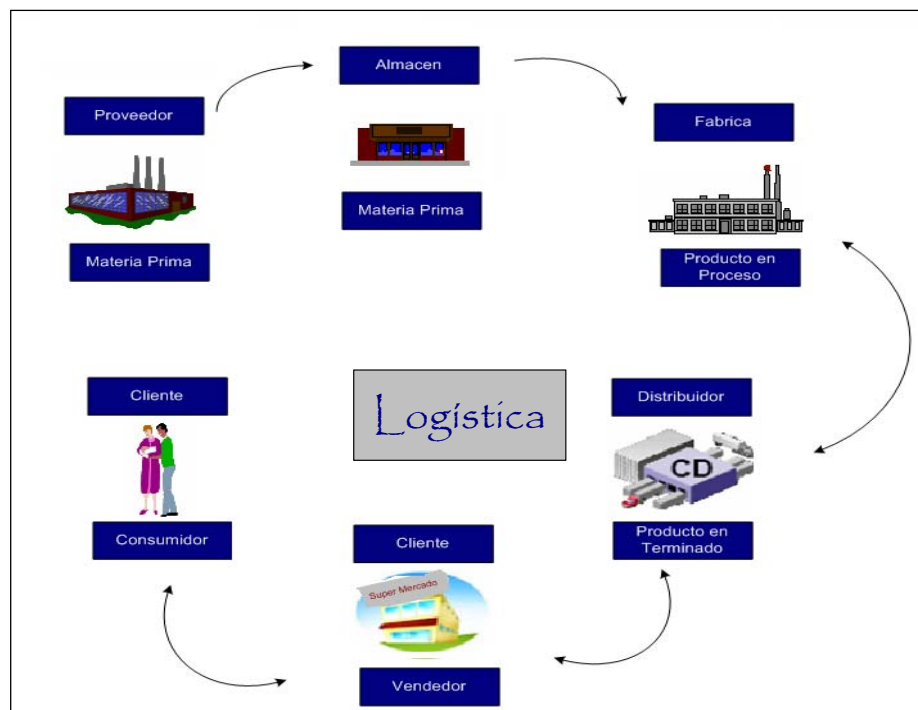 Almacen
Proveedor
Fabrica
Materia Prima
Materia Prima
Producto en
Proceso
Cliente
Logística
Distribuidor
CD
Consumidor
Cliente
Producto en
Terminado
Super Mercado
Vendedor